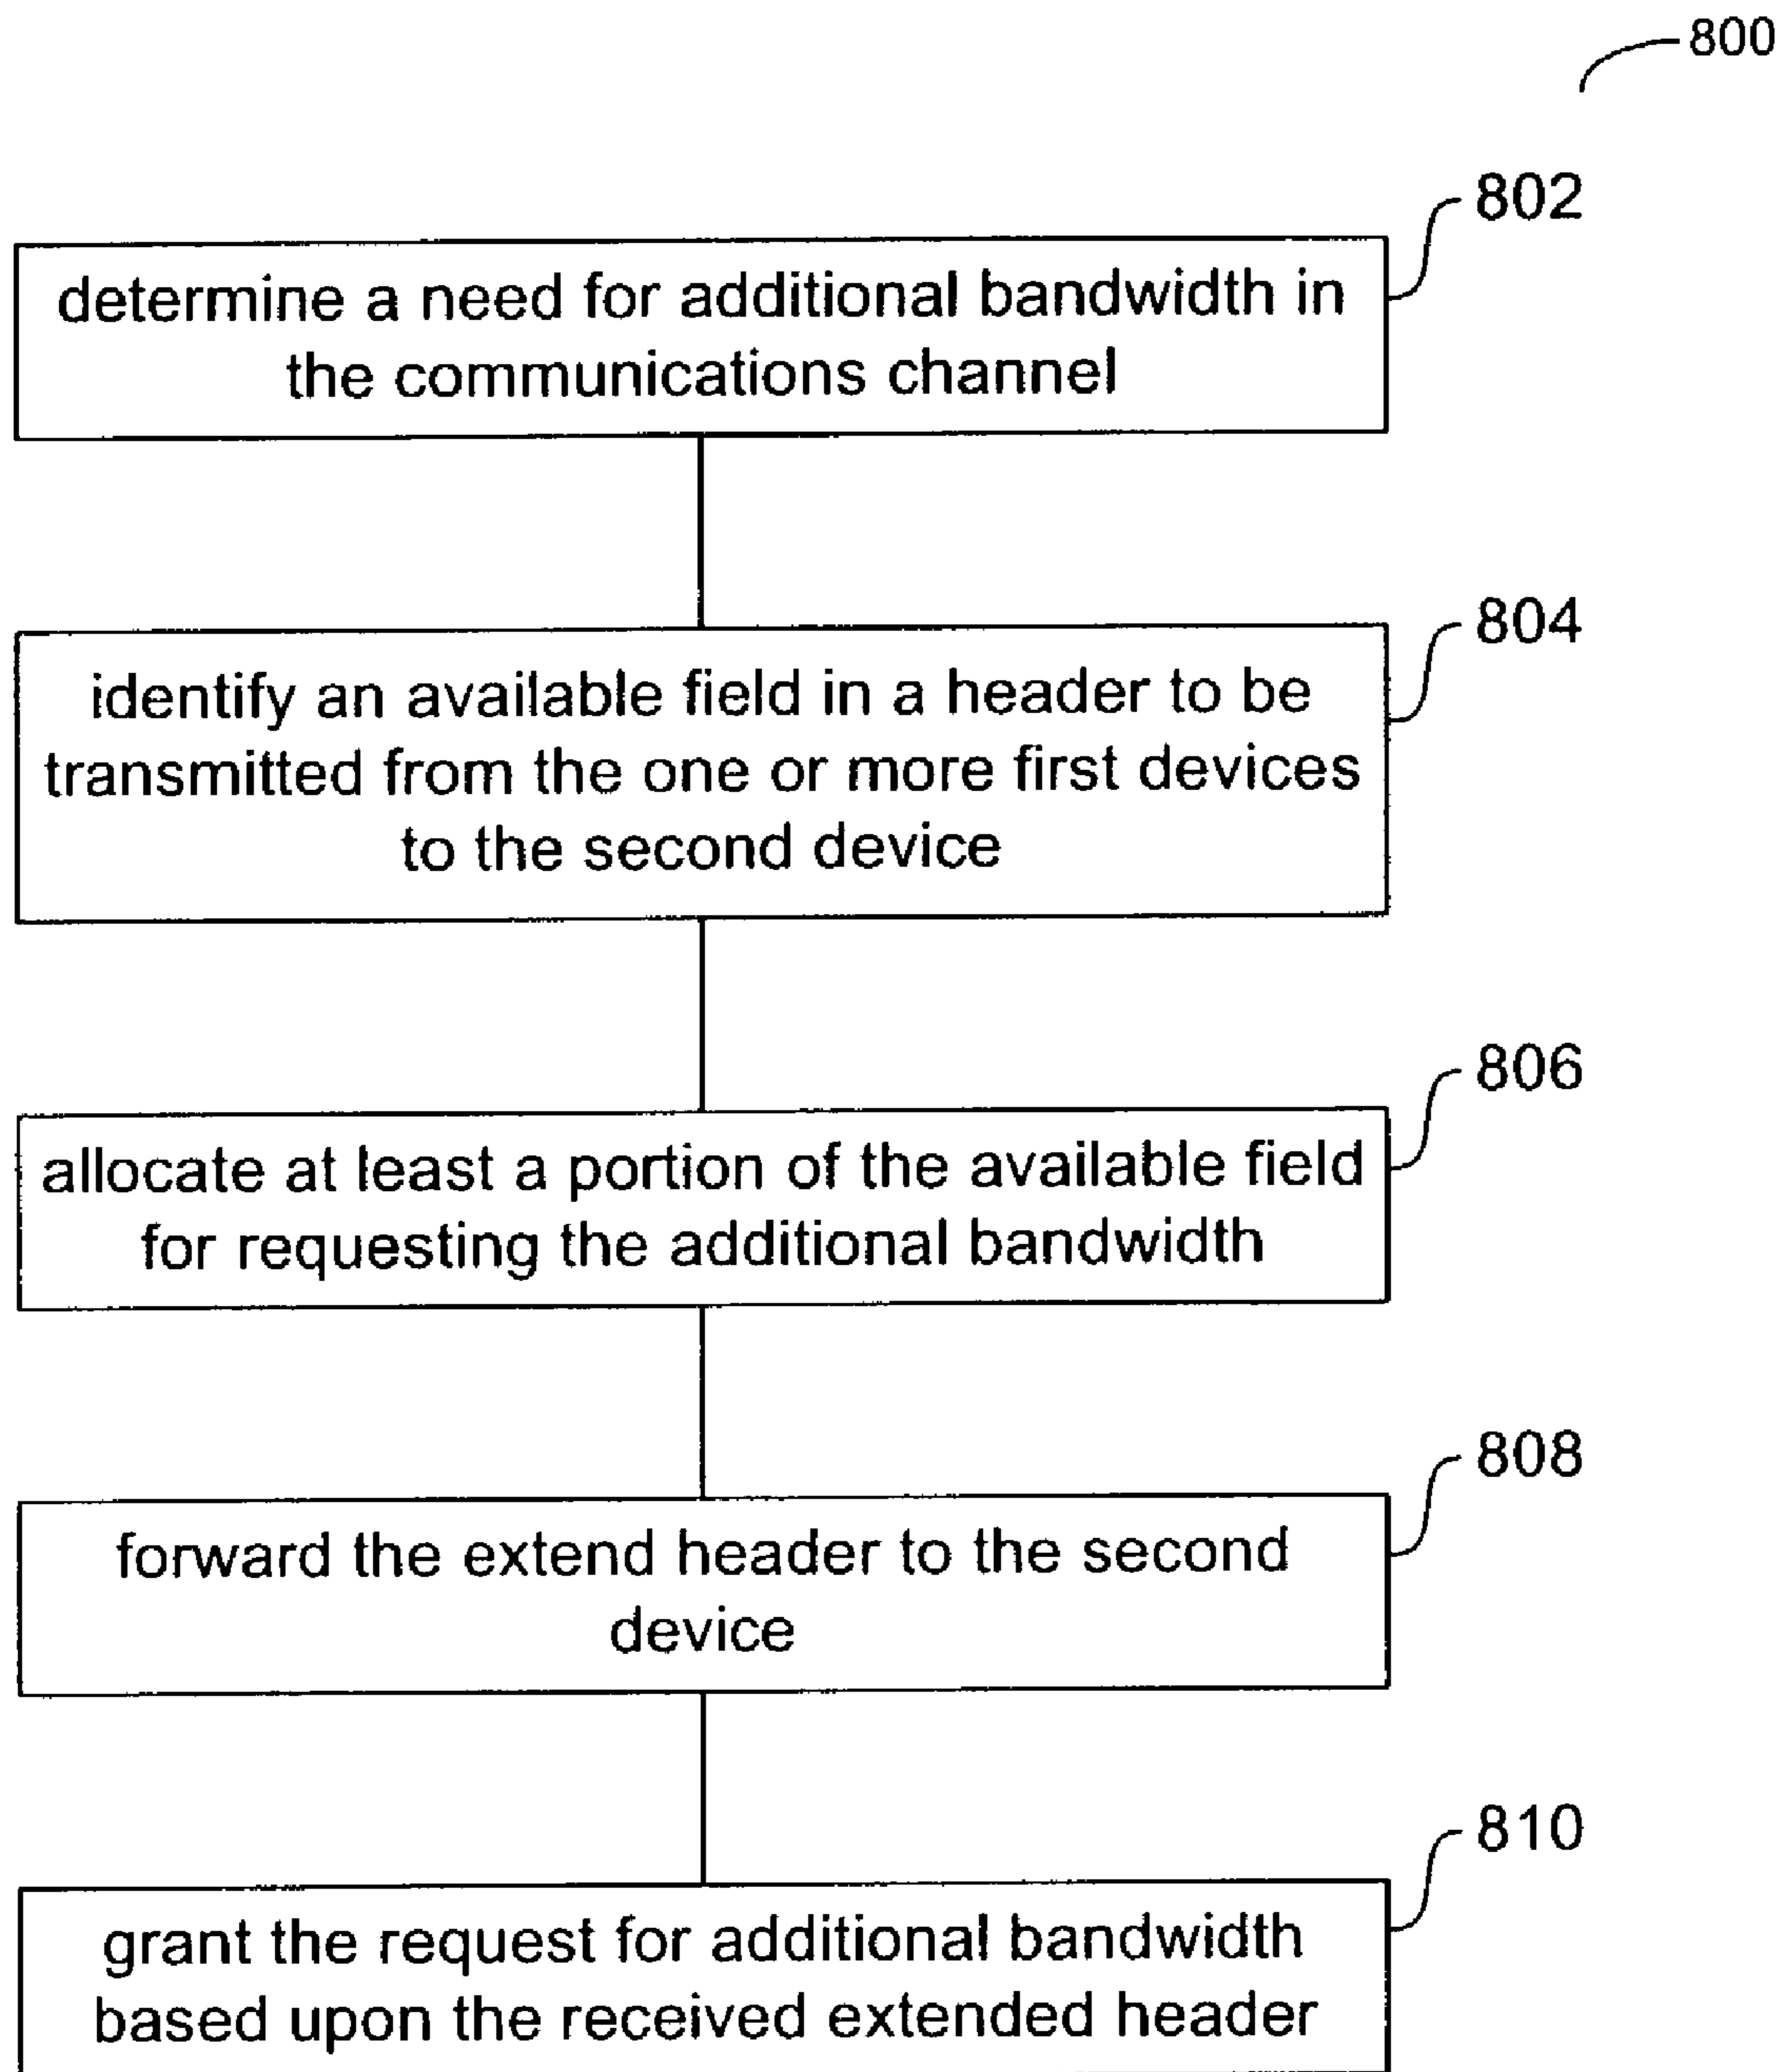 800
802
determine a need for additional bandwidth in
the communications channel
804
identify an available field in a header to be
transmitted from the one or more first devices
to the second device
806
allocate at least a portion of the available field
for requesting the additional bandwidth
808
forward the extend header to the second
device
810
grant the request for additional bandwidth
based upon the received extended header